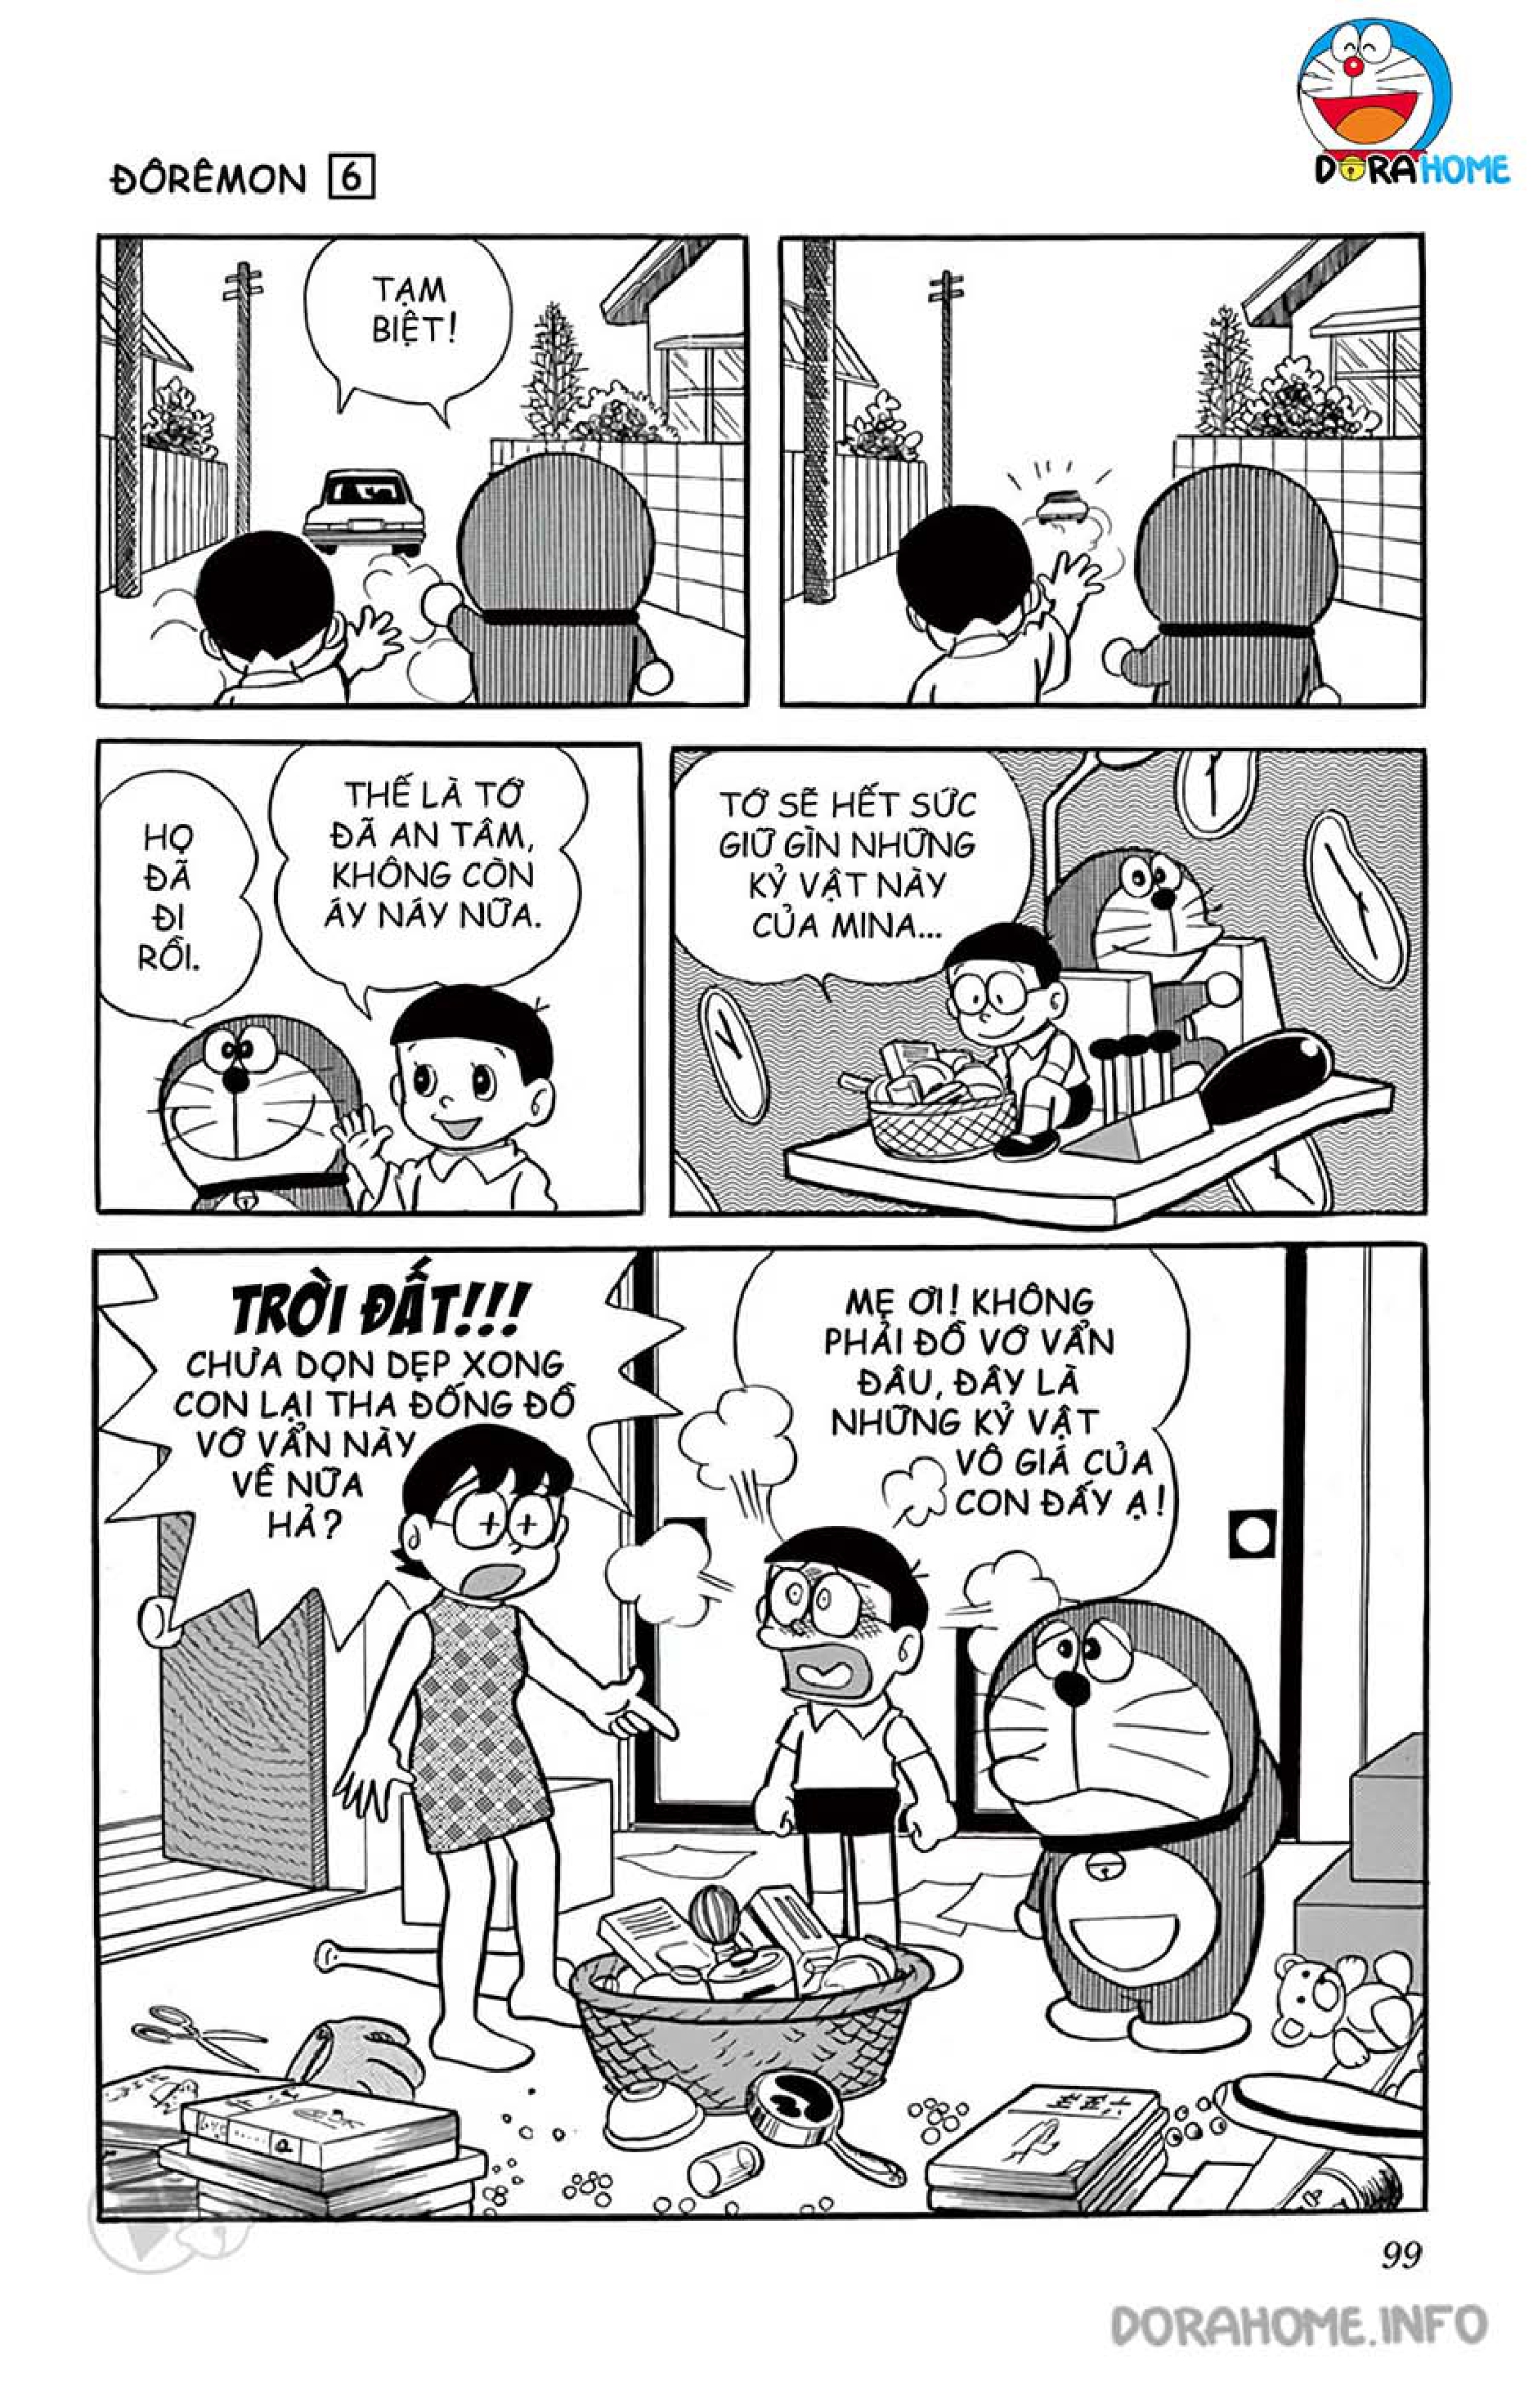 DORAHOME
ĐÔRÊMON 6
TẠM
BIỆT!
HỌ
ĐÃ
ĐI
RỒI.
THẾ LÀ TỚ
ĐÃ AN TÂM,
KHÔNG CÒN
ÁY NÁY NỮA.
TỚ SẼ HẾT SỨC
GIỮ GÌN NHỮNG
KỶ VẬT NÀY
CỦA MINA...
TRỜI ĐẤT!!!
CHƯA DỌN DẸP XONG
CON LẠI THA ĐỐNG ĐỒ
VỚ VẨN NÀY
VỀ NỮA
HẢ?
MẸ ƠI! KHÔNG
PHẢI ĐỒ VỚ VẨN
ĐÂU, ĐÂY LÀ
NHỮNG KỶ VẬT
VÔ GIÁ CỦA
CON ĐẤY Ạ!
99
DORAHOME.INFO